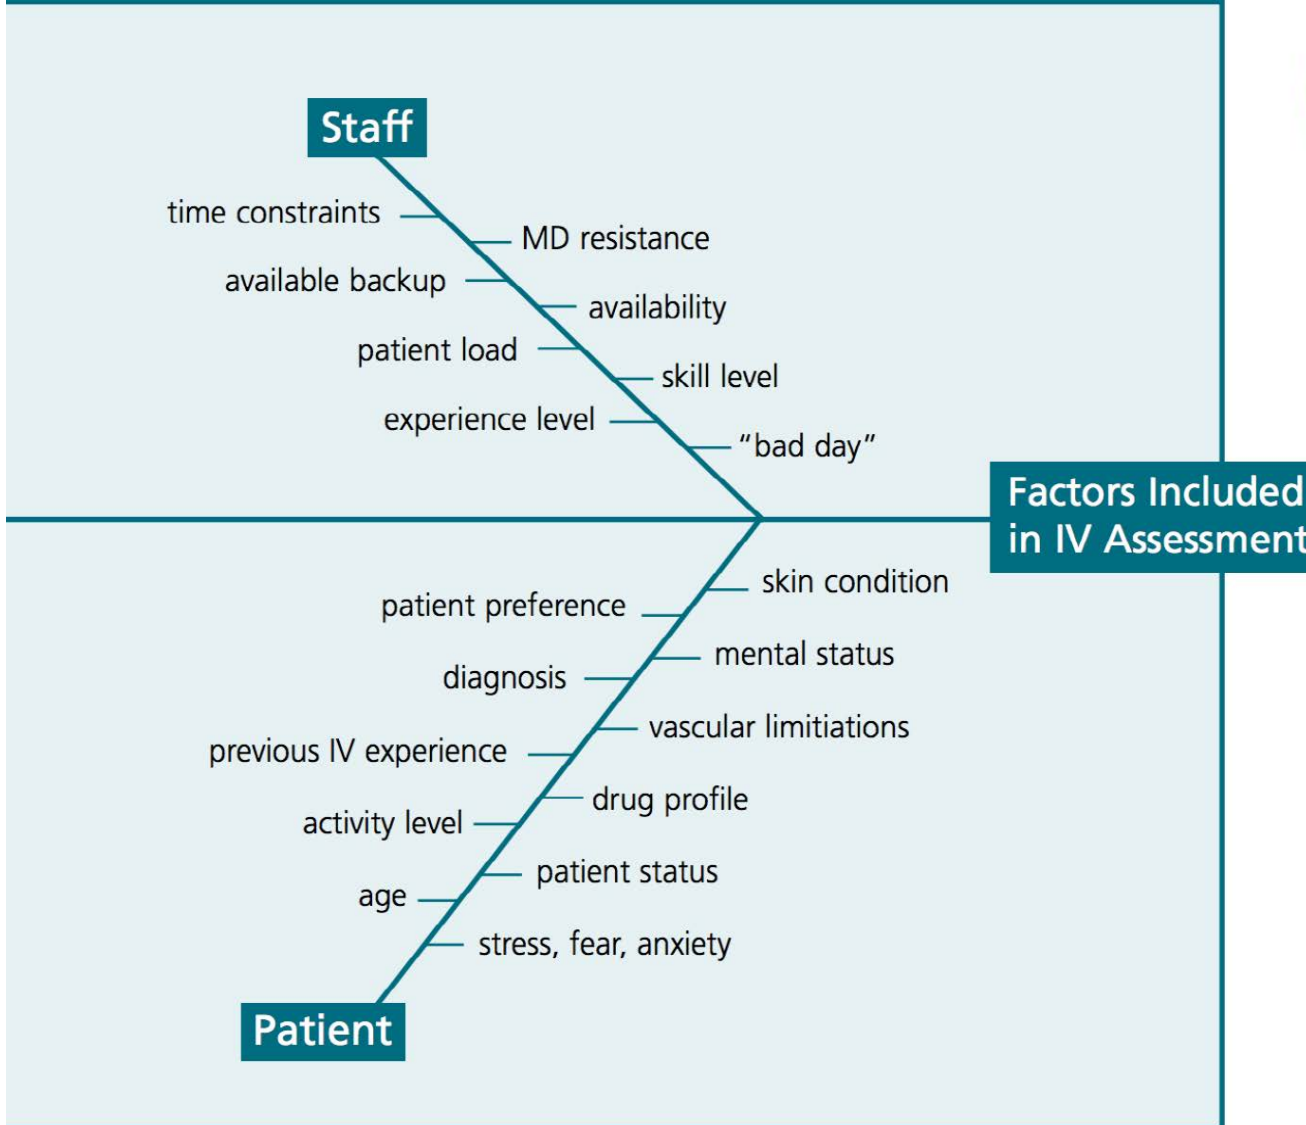 Staff
time constraints
MD resistance
available backup
availability
patient load
skill level
experience level
“bad day”
Factors Included
in IV Assessment
skin condition
patient preference
mental status
diagnosis
vascular limitiations
previous IV experience
drug profile
activity level
patient status
age
stress, fear, anxiety
Patient